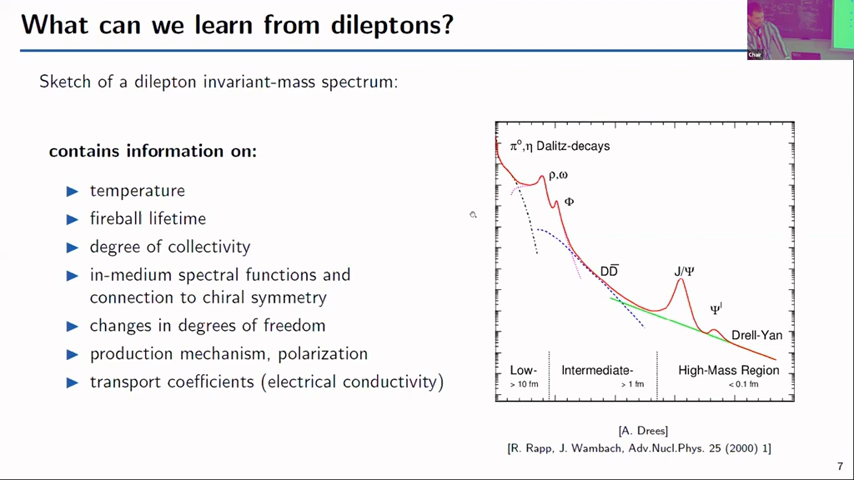 What can we learn from dileptons?
Chair
Sketch of a dilepton invariant-mass spectrum:
contains information on:
▶ temperature
▶ fireball lifetime
▶ degree of collectivity
▶ in-medium spectral functions and
connection to chiral symmetry
▶ changes in degrees of freedom
▶ production mechanism, polarization
▶ transport coefficients (electrical conductivity)
π⁰,η Dalitz-decays
ρ,ω
Φ
DD̅
J/Ψ
Ψᴵ
Drell-Yan
Low- Intermediate- High-Mass Region
> 10 fm > 1 fm < 0.1 fm
[A. Drees]
[R. Rapp, J. Wambach, Adv.Nucl.Phys. 25 (2000) 1]
7